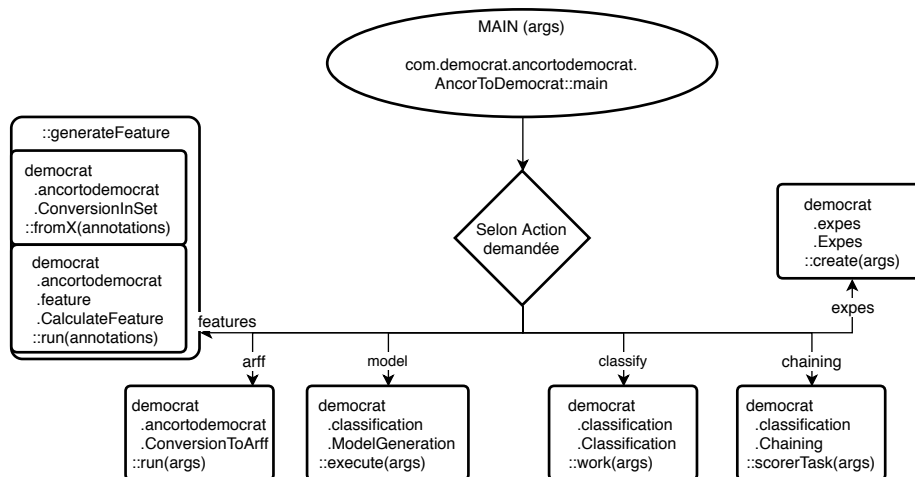 MAIN (args)
com.democrat.ancortodemocrat.
AncorToDemocrat::main
::generateFeature
democrat
.ancortodemocrat
.ConversionInSet
::fromX(annotations)
democrat
.ancortodemocrat
.feature
.CalculateFeature
::run(annotations)
Selon Action
demandée
democrat
.expes
.Expes
::create(args)
features
expes
arff
model
classify
chaining
democrat
.ancortodemocrat
.ConversionToArff
::run(args)
democrat
.classification
.ModelGeneration
::execute(args)
democrat
.classification
.Classification
::work(args)
democrat
.classification
.Chaining
::scorerTask(args)